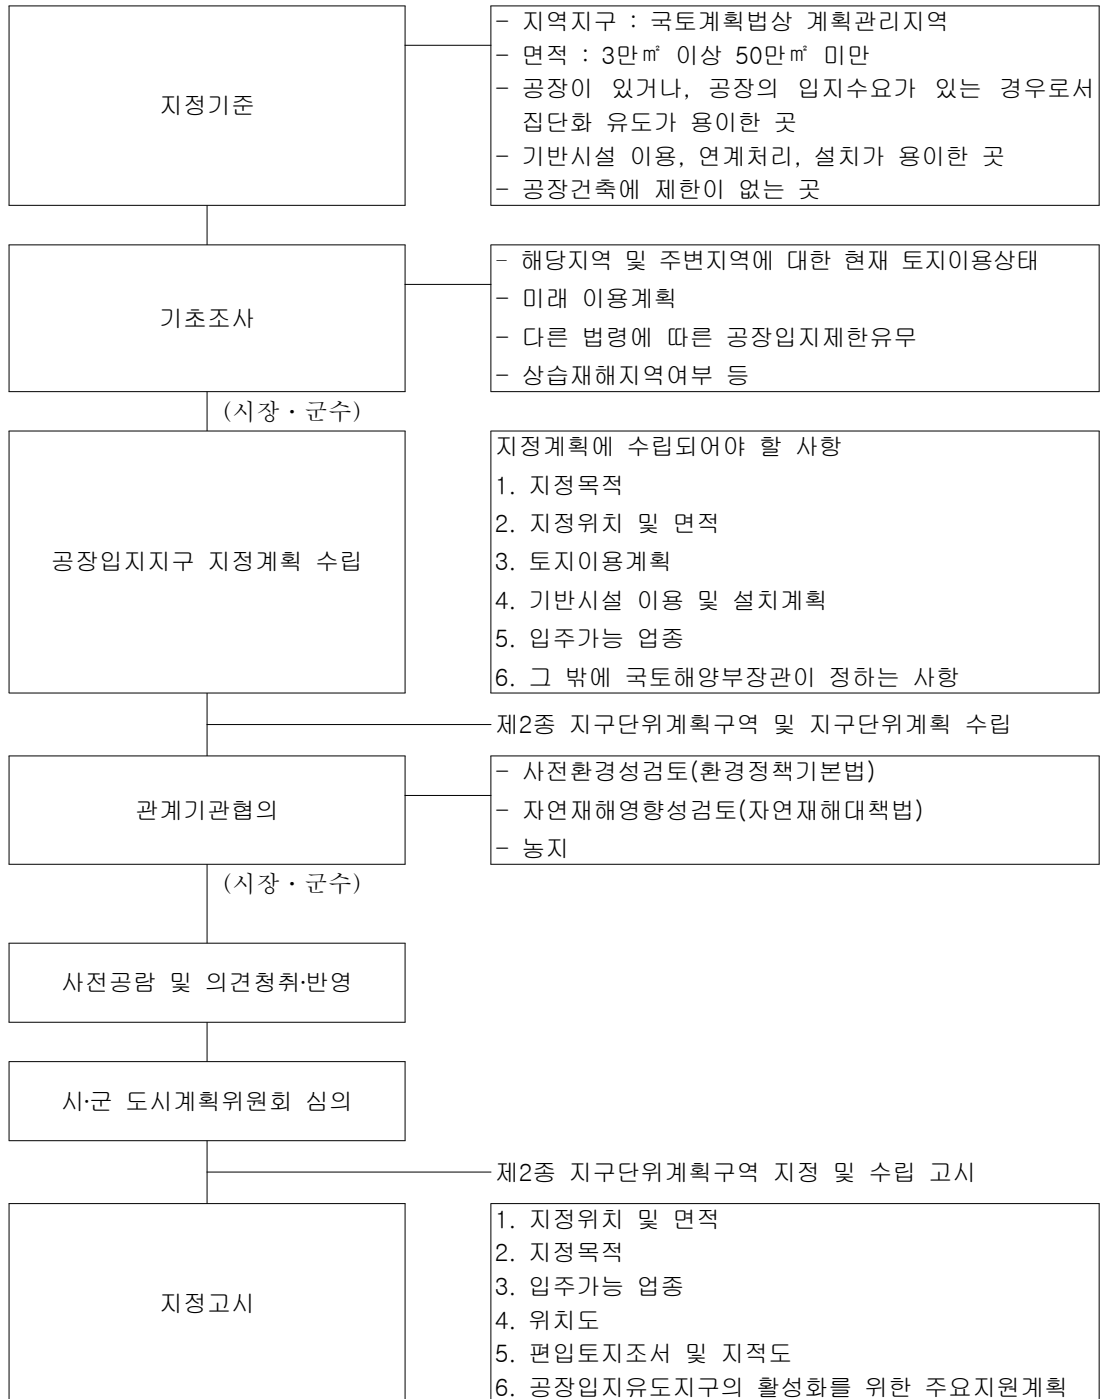 지정기준
- 지역지구 : 국토계획법상 계획관리지역
- 면적 : 3만㎡ 이상 50만㎡ 미만
- 공장이 있거나, 공장의 입지수요가 있는 경우로서
집단화 유도가 용이한 곳
- 기반시설 이용, 연계처리, 설치가 용이한 곳
- 공장건축에 제한이 없는 곳
기초조사
- 해당지역 및 주변지역에 대한 현재 토지이용상태
- 미래 이용계획
- 다른 법령에 따른 공장입지제한유무
- 상습재해지역여부 등
(시장·군수)
공장입지지구 지정계획 수립
지정계획에 수립되어야 할 사항
1. 지정목적
2. 지정위치 및 면적
3. 토지이용계획
4. 기반시설 이용 및 설치계획
5. 입주가능 업종
6. 그 밖에 국토해양부장관이 정하는 사항
제2종 지구단위계획구역 및 지구단위계획 수립
관계기관협의
- 사전환경성검토(환경정책기본법)
- 자연재해영향성검토(자연재해대책법)
- 농지
(시장·군수)
사전공람 및 의견청취·반영
시·군 도시계획위원회 심의
제2종 지구단위계획구역 지정 및 수립 고시
지정고시
1. 지정위치 및 면적
2. 지정목적
3. 입주가능 업종
4. 위치도
5. 편입토지조서 및 지적도
6. 공장입지유도지구의 활성화를 위한 주요지원계획